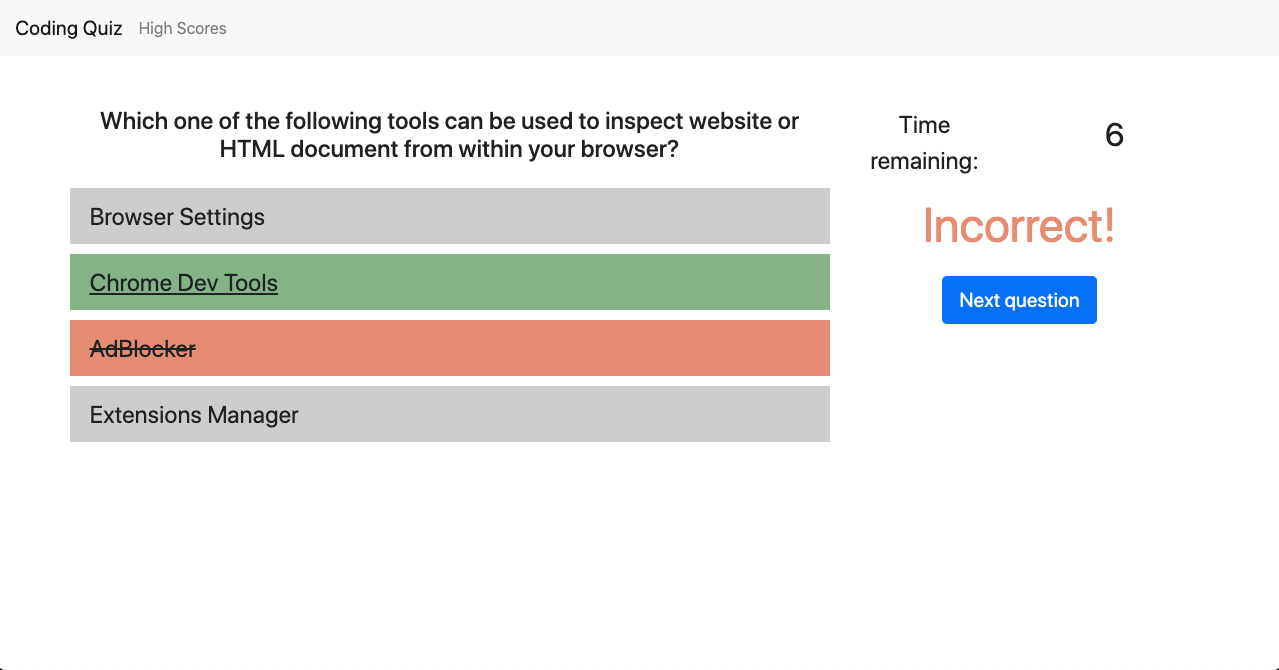 Coding Quiz High Scores
Which one of the following tools can be used to inspect website or
HTML document from within your browser?
Browser Settings
Chrome Dev Tools
AdBlocker
Extensions Manager
Time
remaining:
6
Incorrect!
Next question